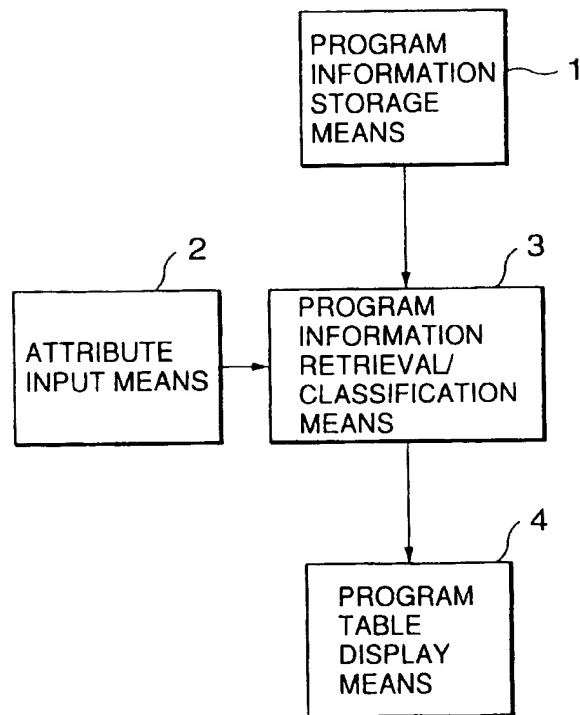 PROGRAM
INFORMATION
STORAGE
MEANS
1
2
ATTRIBUTE
INPUT MEANS
3
PROGRAM
INFORMATION
RETRIEVAL/
CLASSIFICATION
MEANS
4
PROGRAM
TABLE
DISPLAY
MEANS